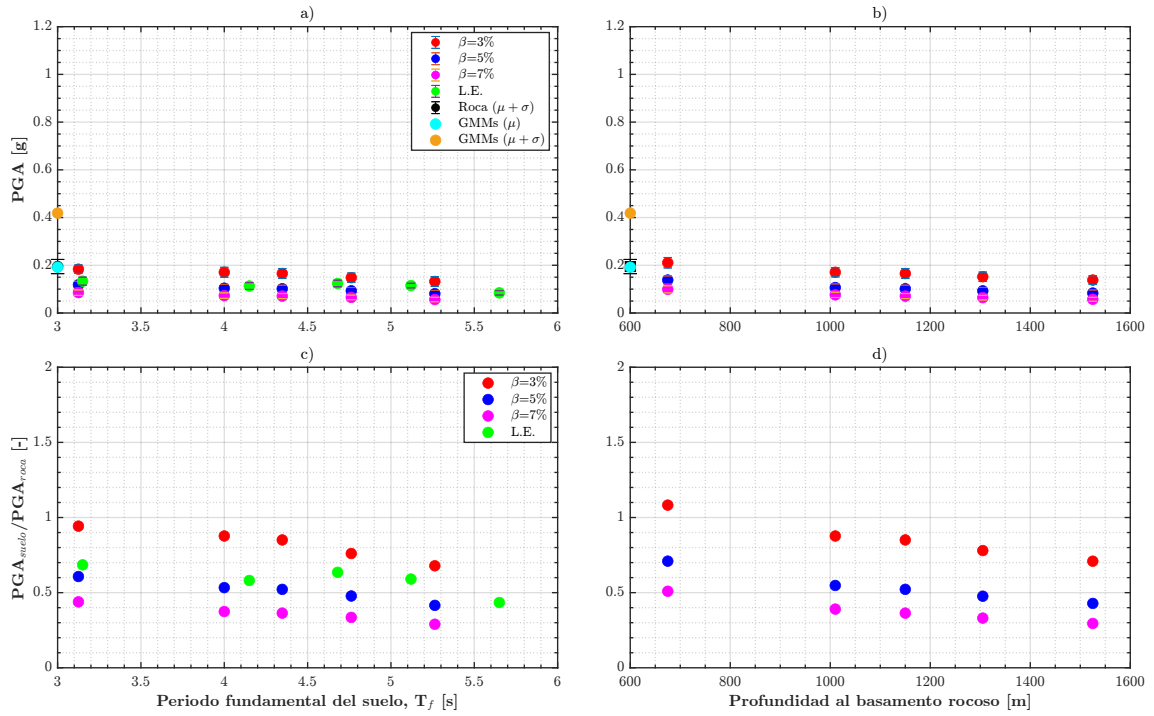 a)
1.2
1
0.8
0.6
0.4
0.2
0
PGA [g]
3
3.5
4
4.5
5
5.5
6
β=3%
β=5%
β=7%
L.E.
Roca (μ + σ)
GMMs (μ)
GMMs (μ + σ)
b)
1.2
1
0.8
0.6
0.4
0.2
0
600
800
1000
1200
1400
1600
c)
2
1.5
1
0.5
0
PGA_suelo/PGA_roca [-]
3
3.5
4
4.5
5
5.5
6
Periodo fundamental del suelo, T_f [s]
β=3%
β=5%
β=7%
L.E.
d)
2
1.5
1
0.5
0
600
800
1000
1200
1400
1600
Profundidad al basamento rocoso [m]